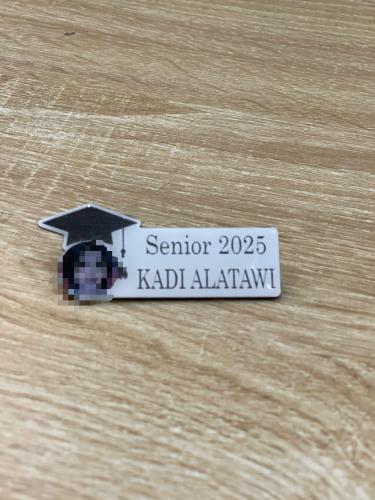 Senior 2025
KADI ALATAWI